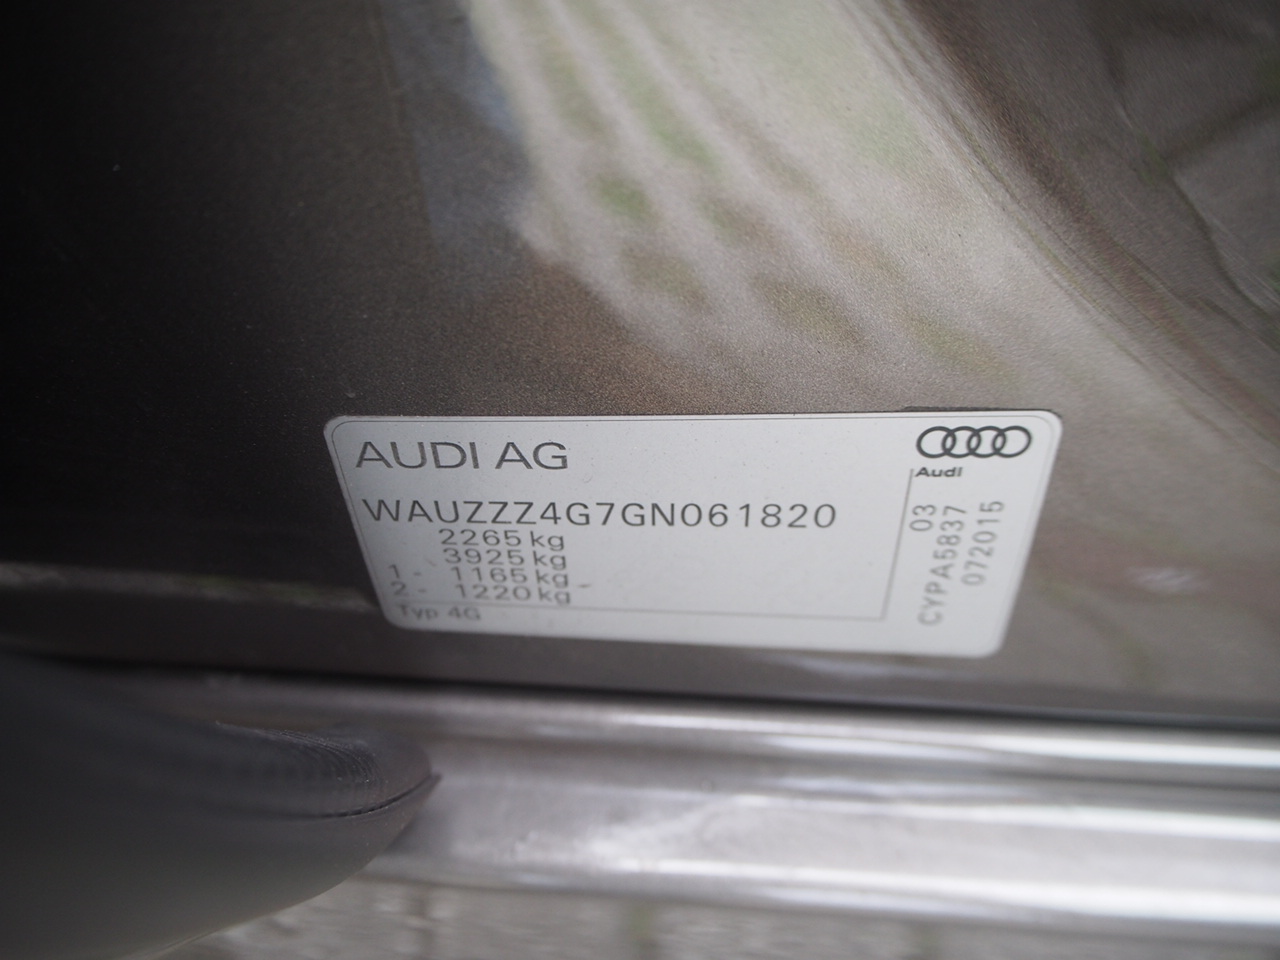 AUDI AG
Audi
WAUZZZ4G7GN061820
2265 kg
3925 kg
1 - 1165 kg
2 - 1220 kg
Typ 4G
03
CYPA5837
072015